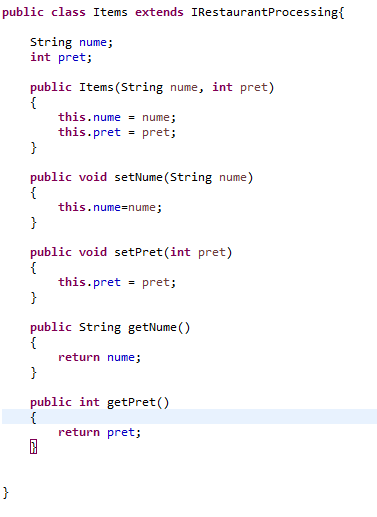 public class Items extends IRestaurantProcessing{
String nume;
int pret;
public Items(String nume, int pret)
{
this.nume = nume;
this.pret = pret;
}
public void setNume(String nume)
{
this.nume=nume;
}
public void setPret(int pret)
{
this.pret = pret;
}
public String getNume()
{
return nume;
}
public int getPret()
{
return pret;
}
}